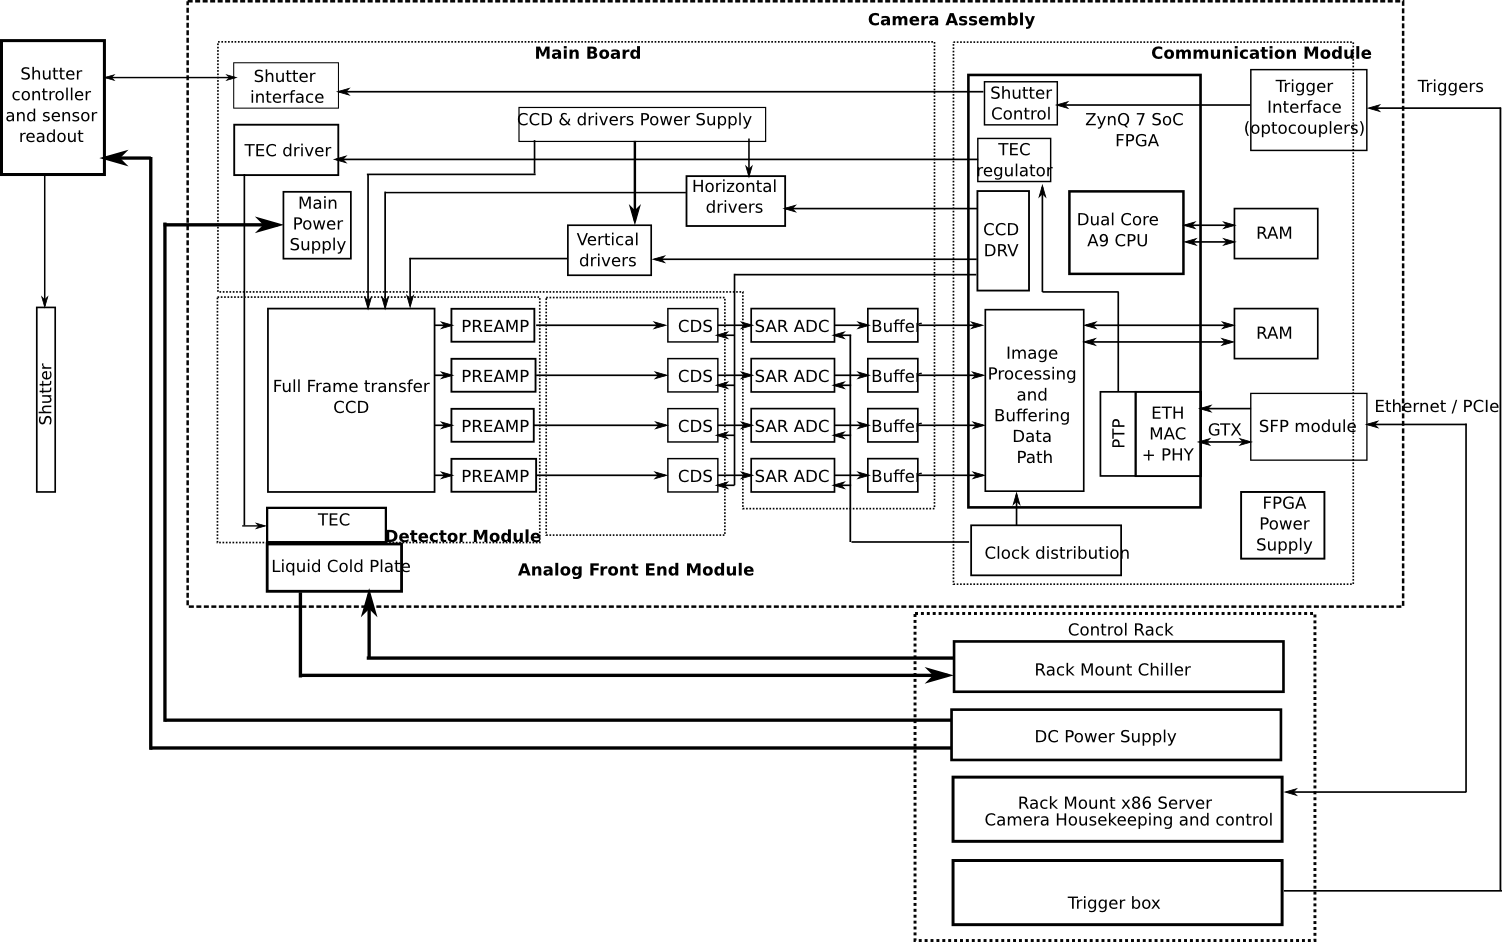 Camera Assembly
Main Board
Communication Module
Shutter
controller
and sensor
readout
Shutter
interface
CCD & drivers Power Supply
TEC driver
Main
Power
Supply
Horizontal
drivers
Vertical
drivers
Shutter
Control
ZynQ 7 SoC
FPGA
TEC
regulator
CCD
DRV
Dual Core
A9 CPU
Trigger
Interface
(optocouplers)
Triggers
RAM
RAM
Shutter
Full Frame transfer
CCD
PREAMP
CDS
SAR ADC
Buffer
PREAMP
CDS
SAR ADC
Buffer
PREAMP
CDS
SAR ADC
Buffer
PREAMP
CDS
SAR ADC
Buffer
Image
Processing
and
Buffering
Data
Path
PTP
ETH
MAC
+ PHY
GTX
SFP module
Ethernet / PCIe
FPGA
Power
Supply
Clock distribution
TEC
Detector Module
Liquid Cold Plate
Analog Front End Module
Control Rack
Rack Mount Chiller
DC Power Supply
Rack Mount x86 Server
Camera Housekeeping and control
Trigger box